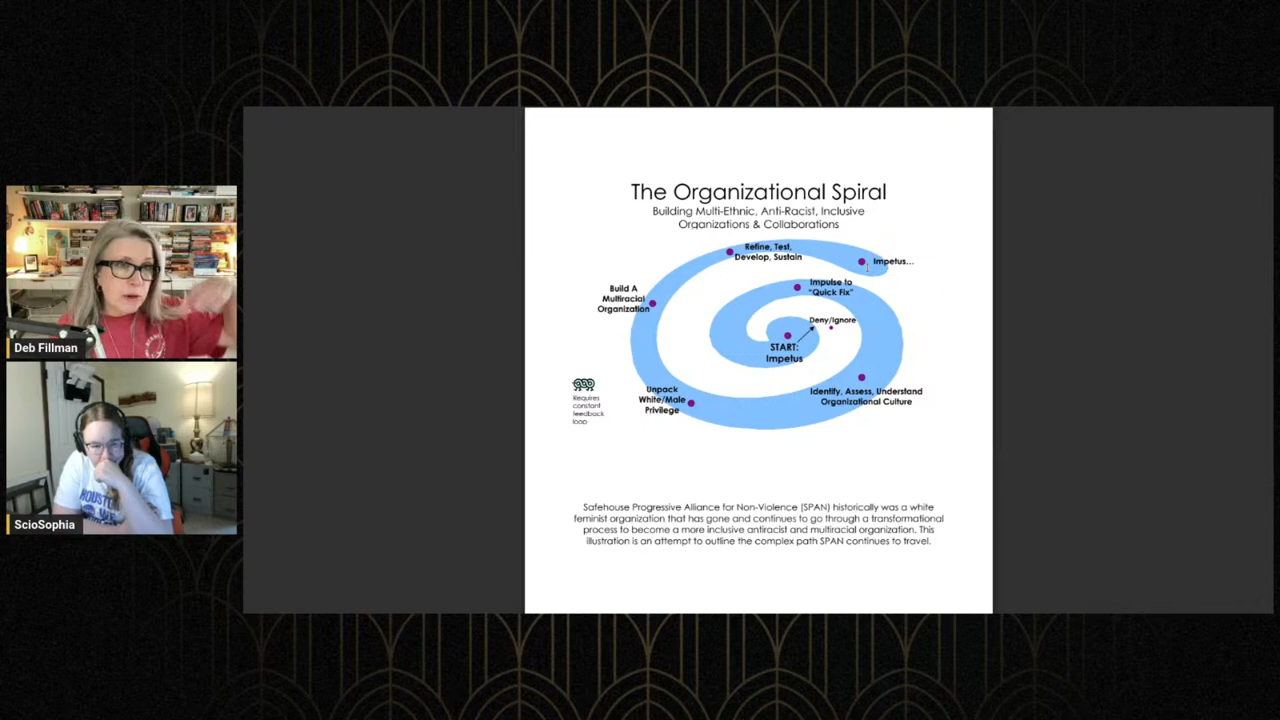 The Organizational Spiral
Building Multi-Ethnic, Anti-Racist, Inclusive
Organizations & Collaborations
Refine, Test,
Develop, Sustain
Impetus...
Impulse to
"Quick Fix"
Build A
Multiracial
Organization
Deny/Ignore
START:
Impetus
Unpack
White/Male
Privilege
Identify, Assess, Understand
Organizational Culture
Requires
constant
feedback
loop
Safehouse Progressive Alliance for Non-Violence (SPAN) historically was a white
feminist organization that has gone and continues to go through a transformational
process to become a more inclusive antiracist and multiracial organization. This
illustration is an attempt to outline the complex path SPAN continues to travel.
Deb Fillman
ScioSophia